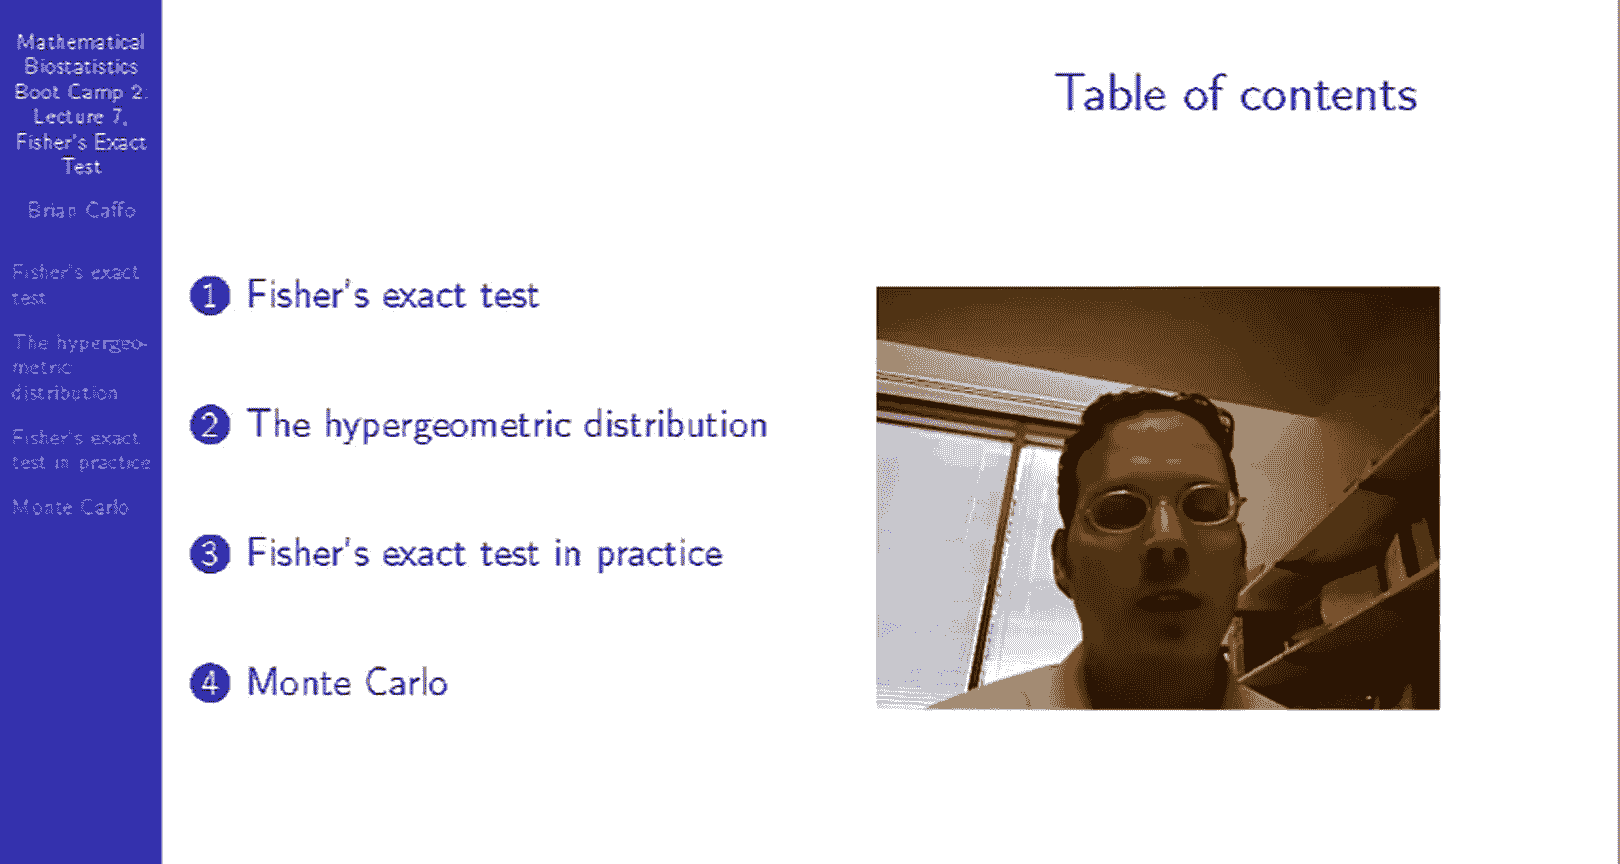 Mathematical
Biostatistics
Boot Camp 2:
Lecture 7,
Fisher's Exact
Test
Brian Caffo
Fisher's exact
test
The hypergeo-
metric
distribution
Fisher's exact
test in practice
Monte Carlo
Table of contents
1 Fisher's exact test
2 The hypergeometric distribution
3 Fisher's exact test in practice
4 Monte Carlo